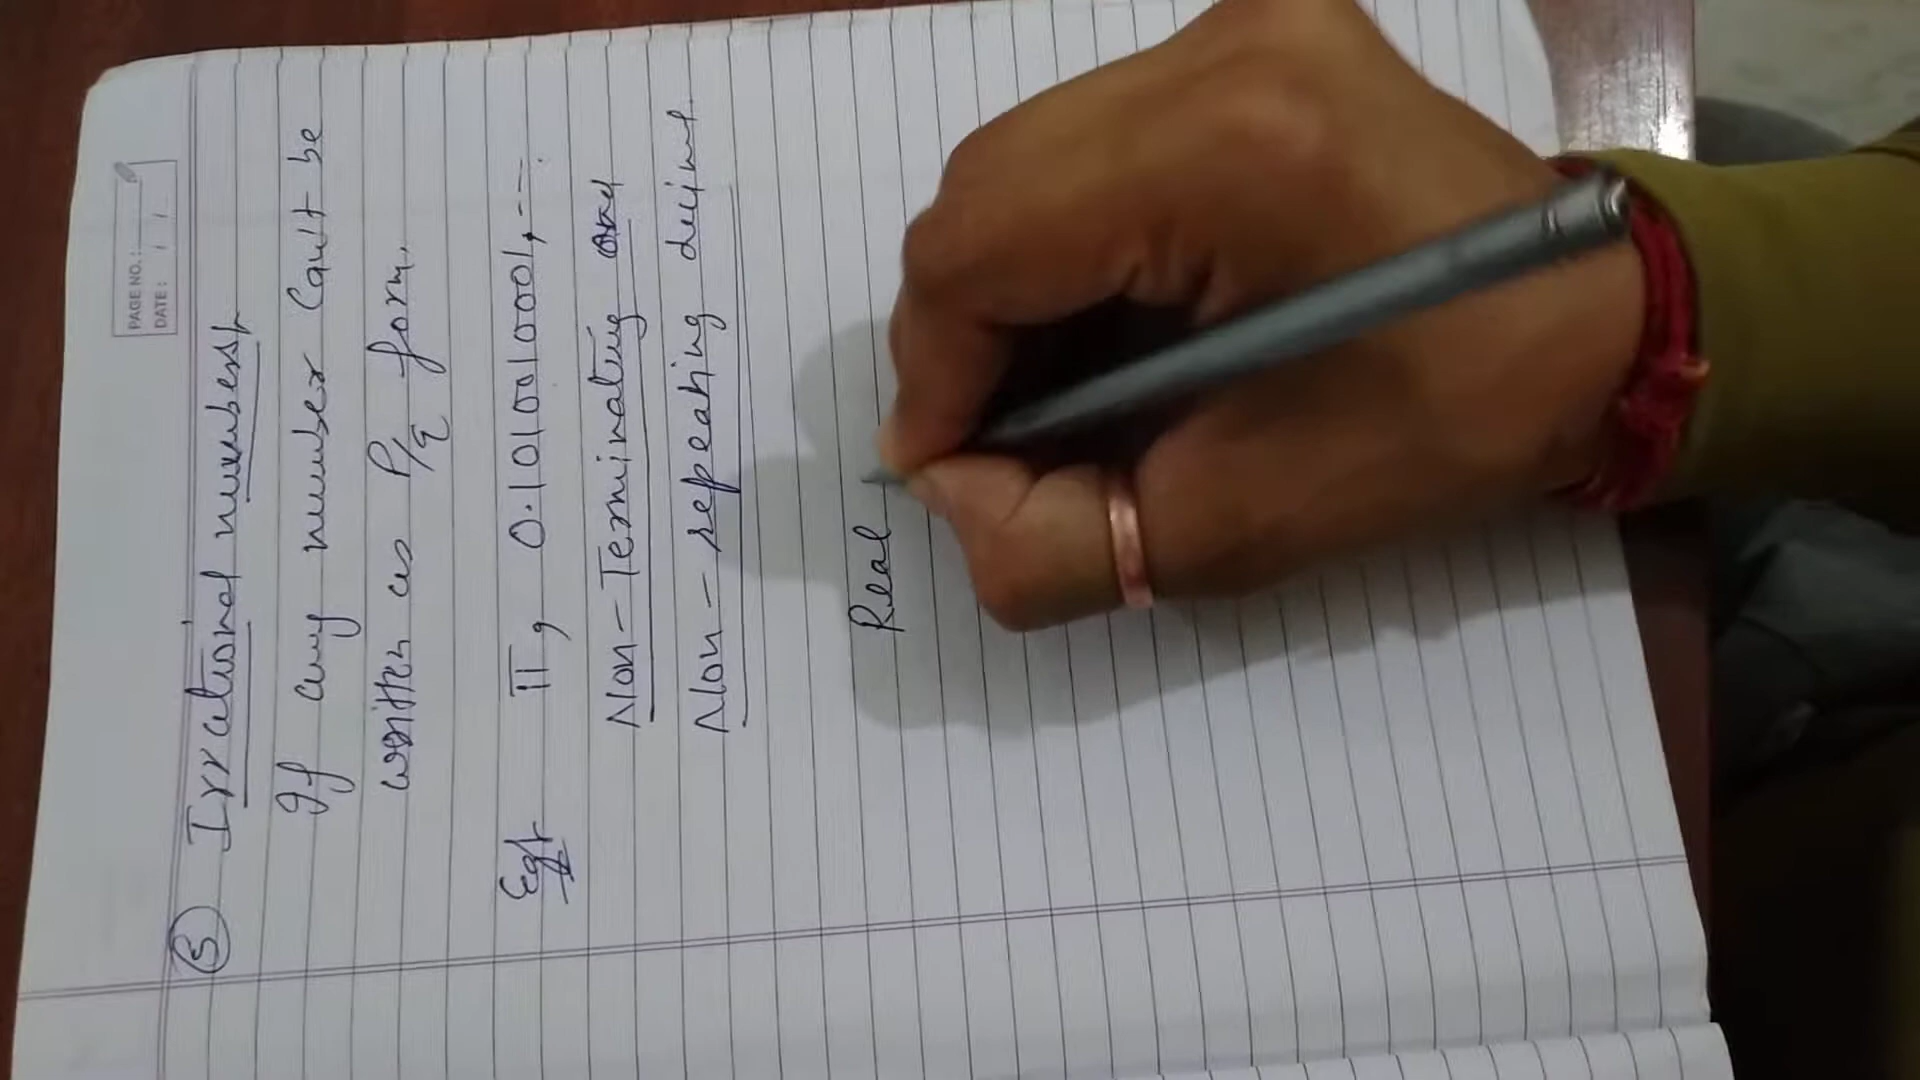 PAGE NO.:
DATE: / /
⑤ Irrational numbers:
If any number Can't be
written as P/q form.
Eg:- π, 0.1010010001, ---
Non-Terminating and
Non-repeating
Real